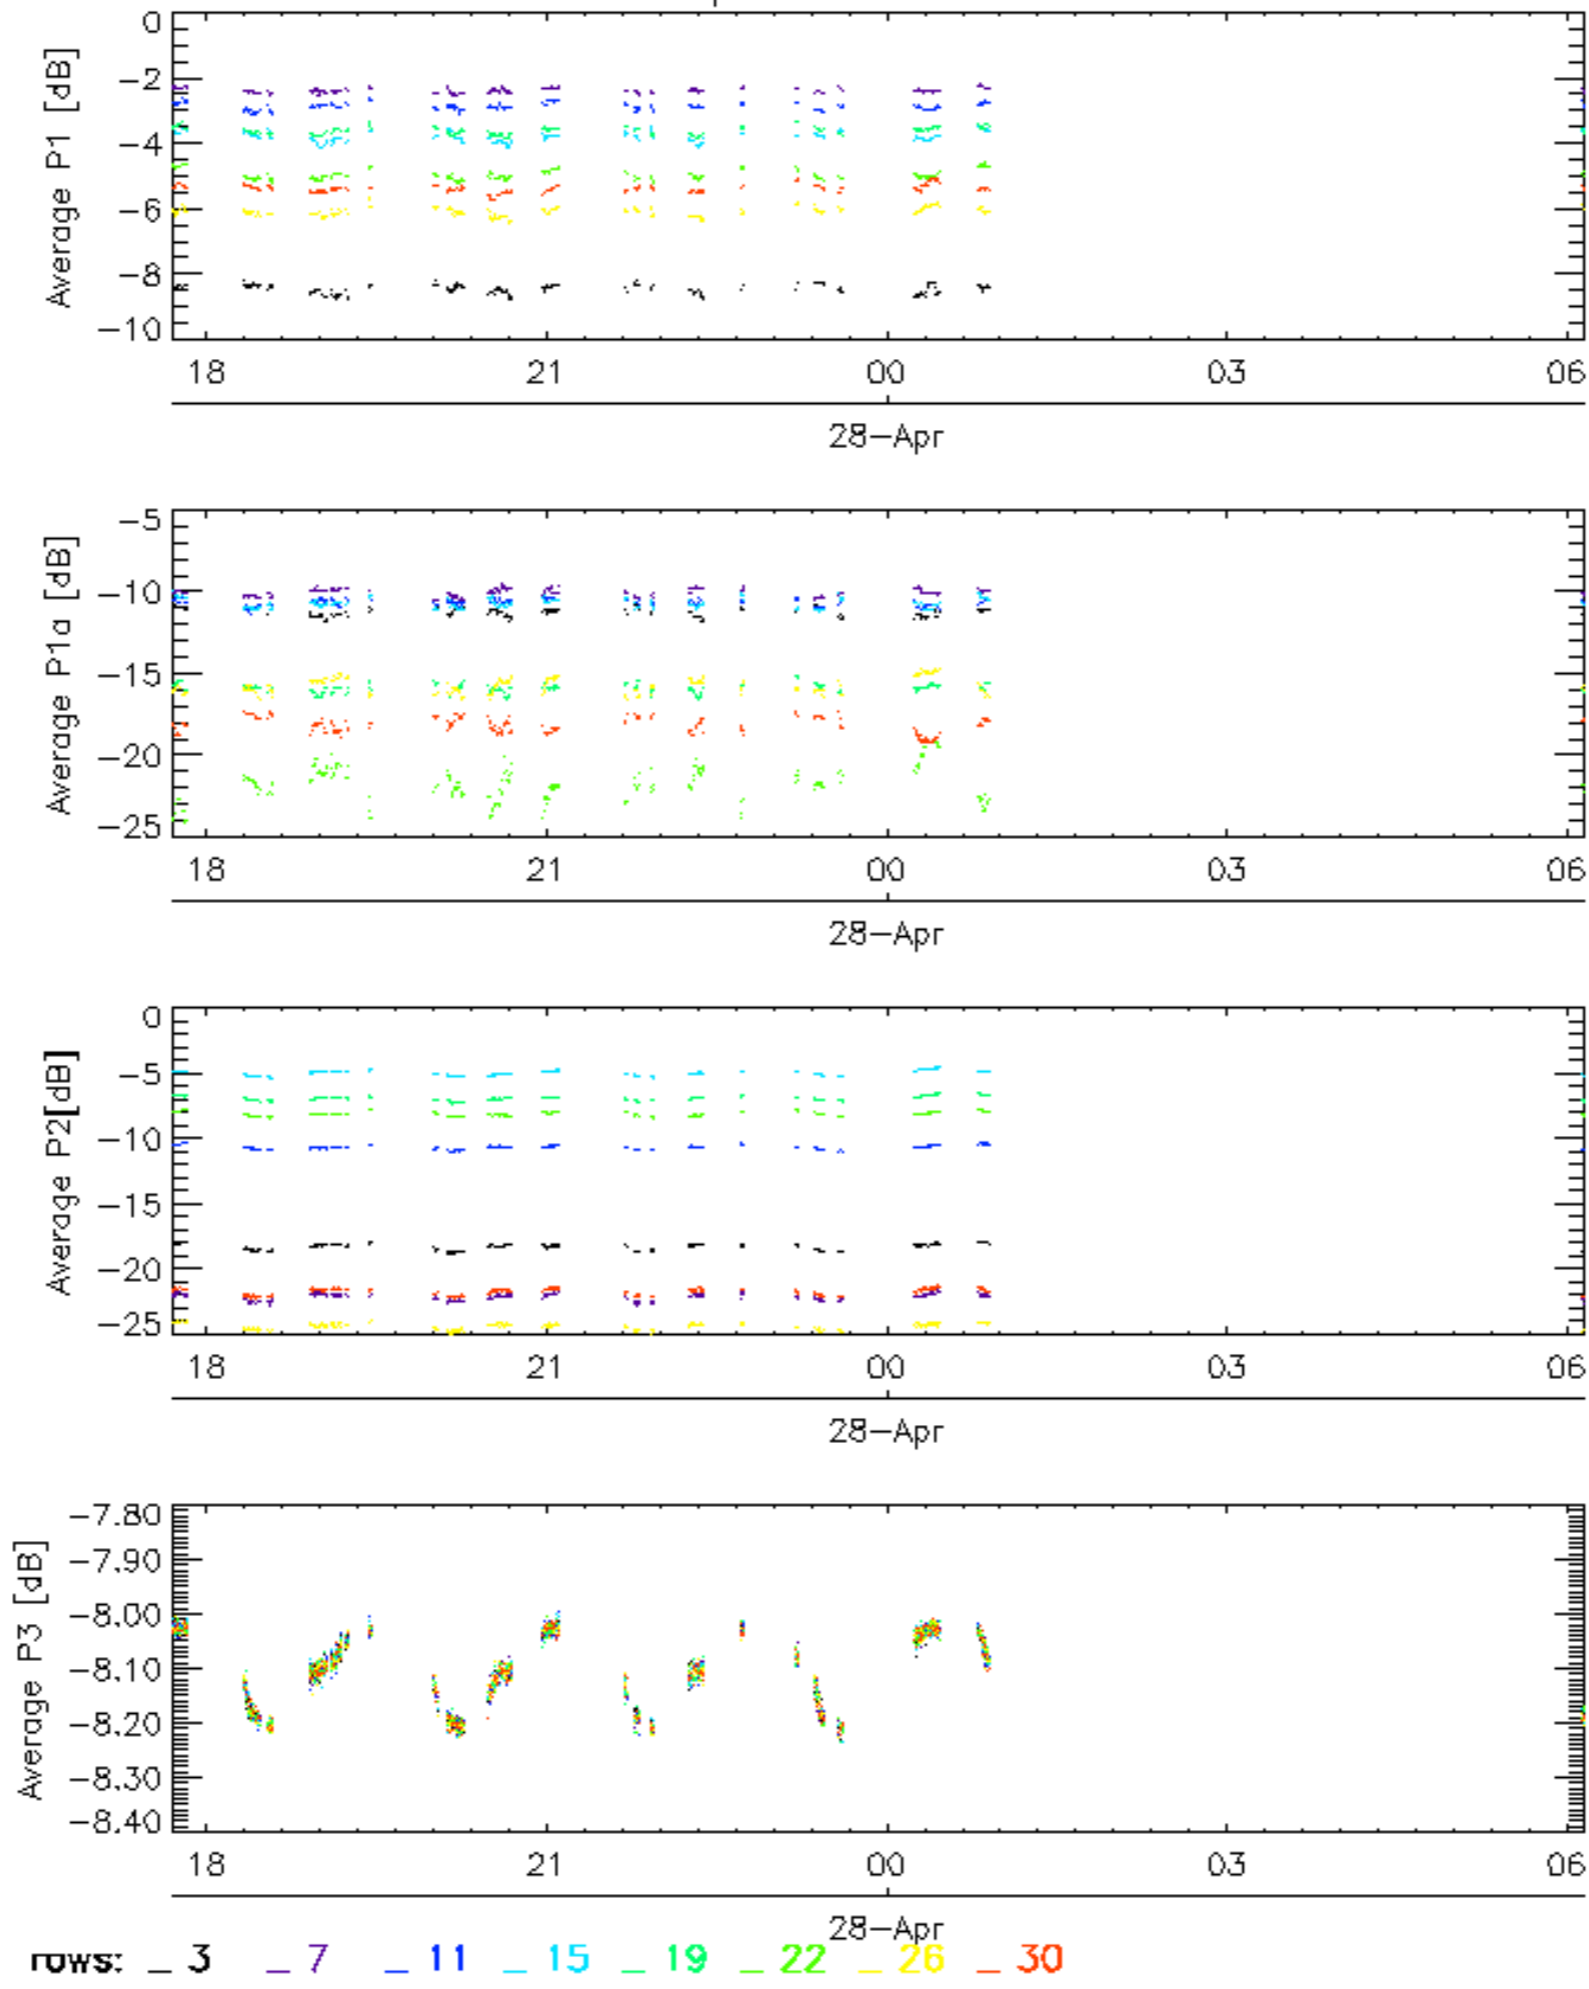 Average P1 [dB]
0
−2
−4
−6
−8
−10
18 21 00 03 06
28−Apr
Average P1a [dB]
−5
−10
−15
−20
−25
18 21 00 03 06
28−Apr
Average P2[dB]
0
−5
−10
−15
−20
−25
18 21 00 03 06
28−Apr
Average P3 [dB]
−7.80
−7.90
−8.00
−8.10
−8.20
−8.30
−8.40
18 21 00 03 06
28−Apr
rows: _ 3 _ 7 _ 11 _ 15 _ 19 _ 22 _ 26 _ 30